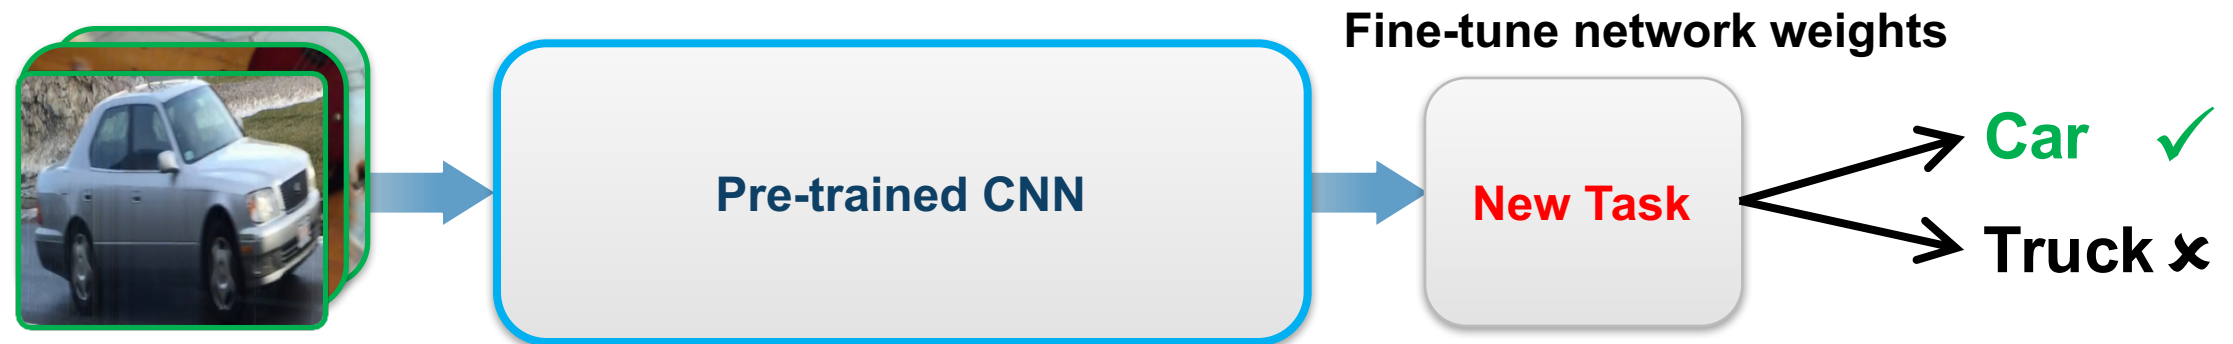 Fine-tune network weights
Pre-trained CNN
New Task
Car ✓
Truck ✘